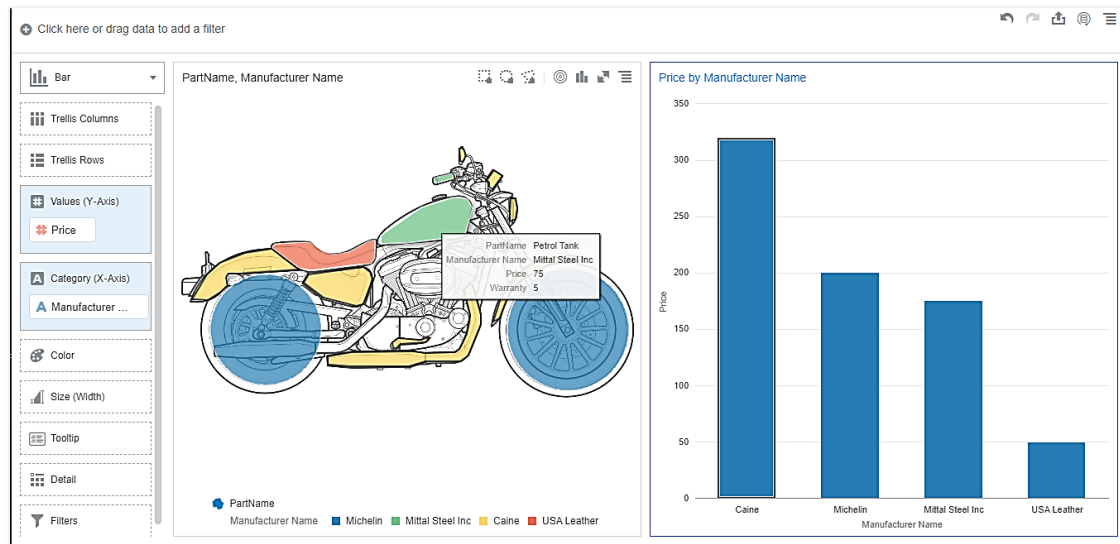 Click here or drag data to add a filter
Bar
Trellis Columns
Trellis Rows
Values (Y-Axis)
Price
Category (X-Axis)
A Manufacturer ...
Color
Size (Width)
Tooltip
Detail
Filters
PartName, Manufacturer Name
PartName Petrol Tank
Manufacturer Name Mittal Steel Inc
Price 75
Warranty 5
PartName
Manufacturer Name Michelin Mittal Steel Inc Caine USA Leather
Price by Manufacturer Name
350
300
250
200
150
100
50
0
Price
Caine Michelin Mittal Steel Inc USA Leather
Manufacturer Name